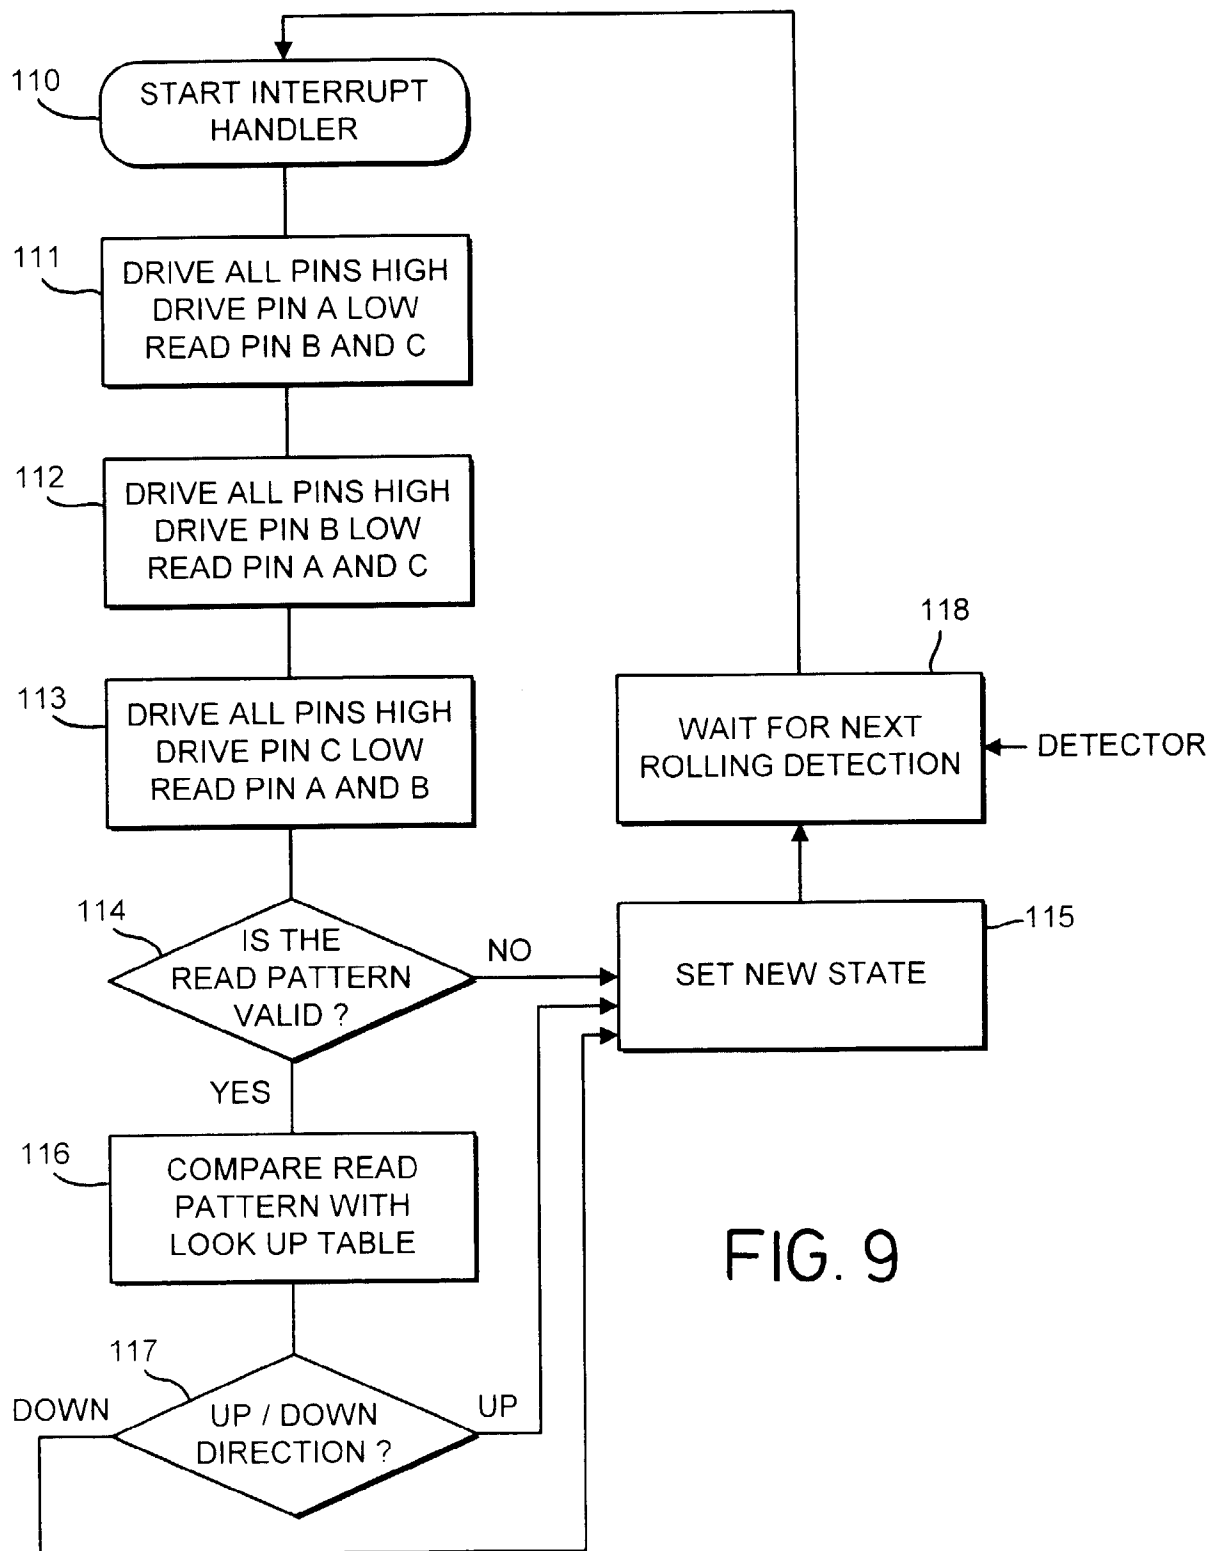 110
START INTERRUPT
HANDLER
111
DRIVE ALL PINS HIGH
DRIVE PIN A LOW
READ PIN B AND C
112
DRIVE ALL PINS HIGH
DRIVE PIN B LOW
READ PIN A AND C
113
DRIVE ALL PINS HIGH
DRIVE PIN C LOW
READ PIN A AND B
118
WAIT FOR NEXT
ROLLING DETECTION
DETECTOR
114
IS THE
READ PATTERN
VALID ?
NO
YES
115
SET NEW STATE
116
COMPARE READ
PATTERN WITH
LOOK UP TABLE
117
UP / DOWN
DIRECTION ?
DOWN
UP
FIG. 9